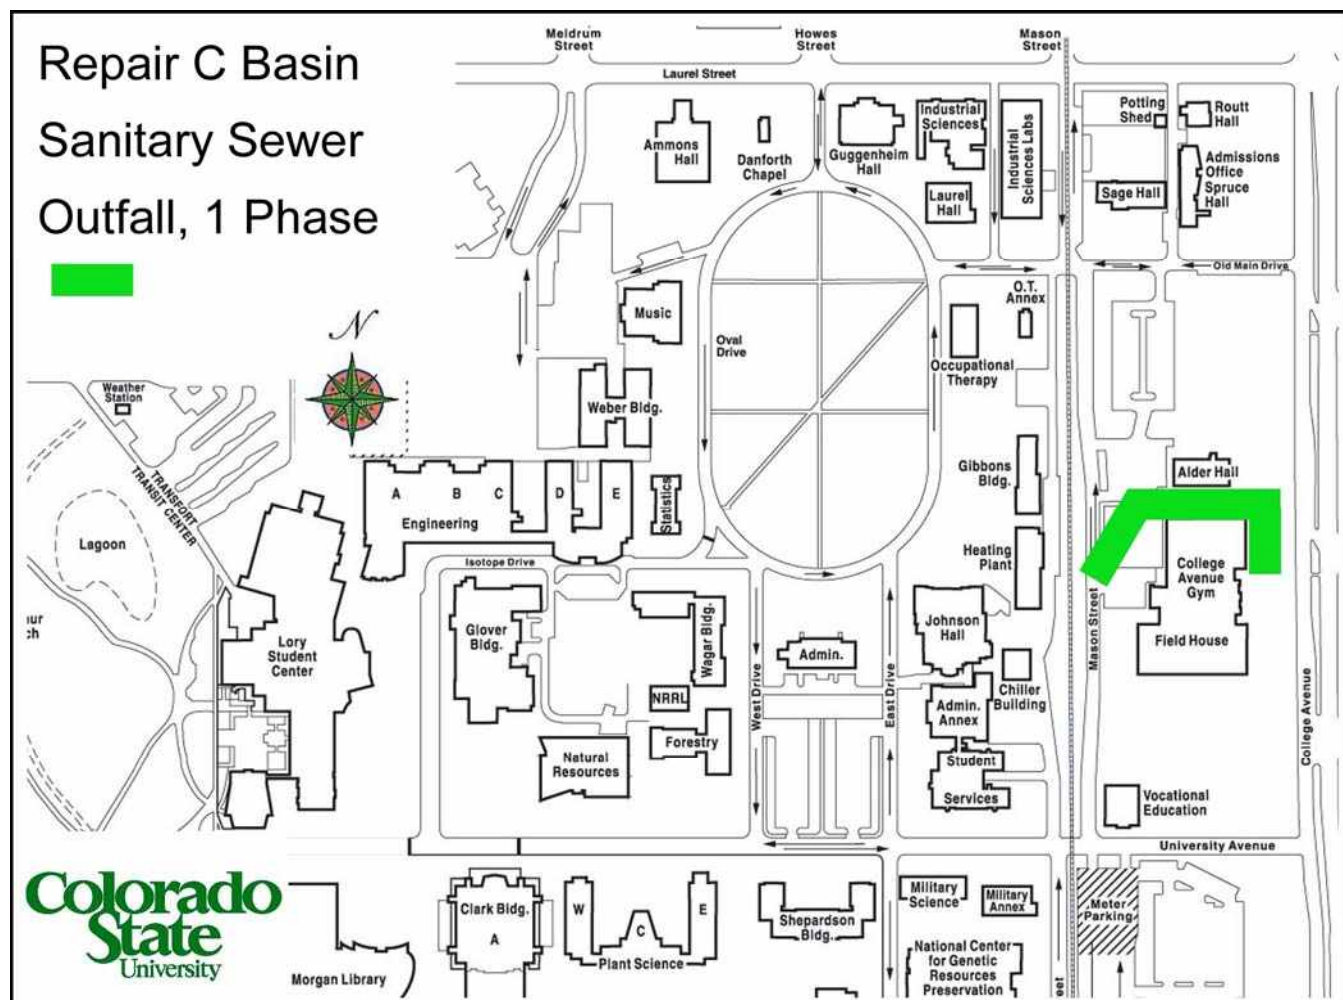 Repair C Basin
Sanitary Sewer
Outfall, 1 Phase
Meldrum
Street
Howes
Street
Mason
Street
Laurel Street
Ammons
Hall
Danforth
Chapel
Guggenheim
Hall
Industrial
Sciences
Industrial
Sciences Labs
Laurel
Hall
Potting
Shed
Routt
Hall
Sage Hall
Admissions
Office
Spruce
Hall
Old Main Drive
Music
Oval
Drive
O.T.
Annex
Occupational
Therapy
N
Weather
Station
TRANSFORT
TRANSIT CENTER
Weber Bldg.
A
B
C
D
E
Engineering
Statistics
Gibbons
Bldg.
Alder Hall
Lagoon
Isotope Drive
Heating
Plant
College
Avenue
Gym
Field House
Mason Street
College Avenue
Lory
Student
Center
Glover
Bldg.
Wagar Bldg.
NRRL
Forestry
Natural
Resources
West Drive
Admin.
East Drive
Johnson
Hall
Chiller
Building
Admin.
Annex
Student
Services
Vocational
Education
University Avenue
Colorado
State
University
Morgan Library
Clark Bldg.
A
W
C
E
Plant Science
Shepardson
Bldg.
Military
Science
Military
Annex
Meter
Parking
National Center
for Genetic
Resources
Preservation